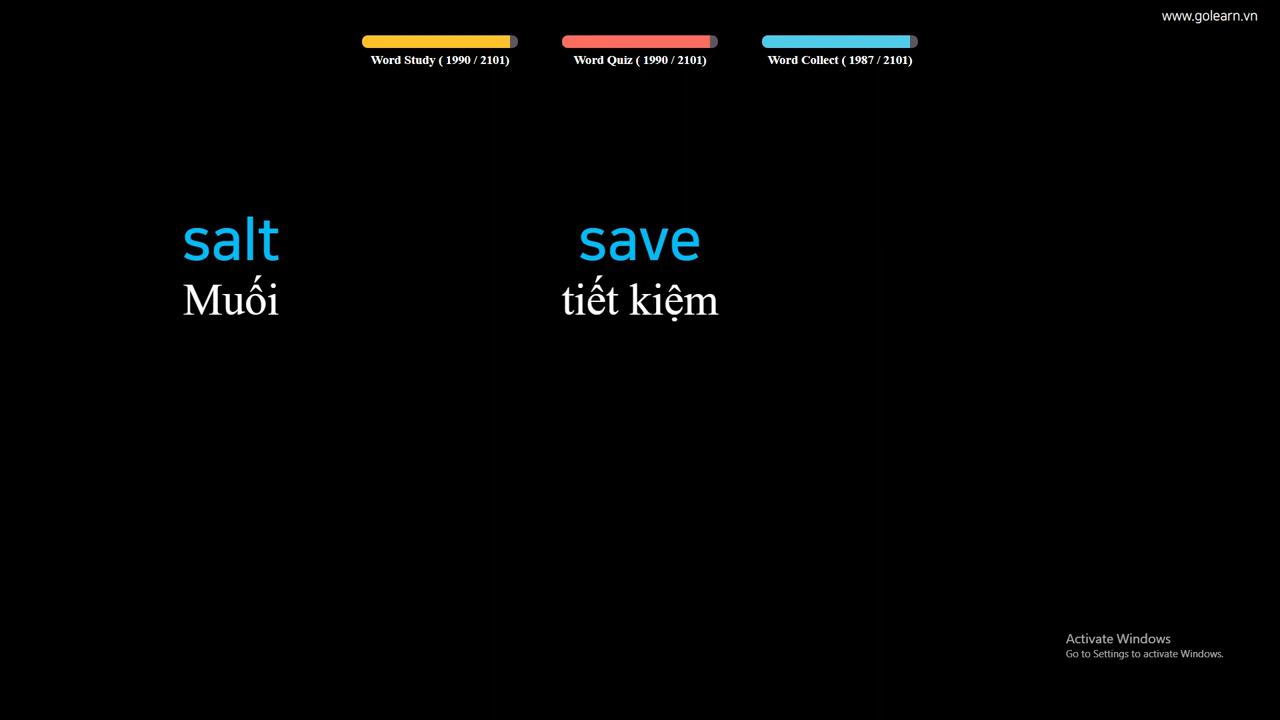 www.golearn.vn
Word Study ( 1990 / 2101)
Word Quiz ( 1990 / 2101)
Word Collect ( 1987 / 2101)
salt
Muối
save
tiết kiệm
Activate Windows
Go to Settings to activate Windows.